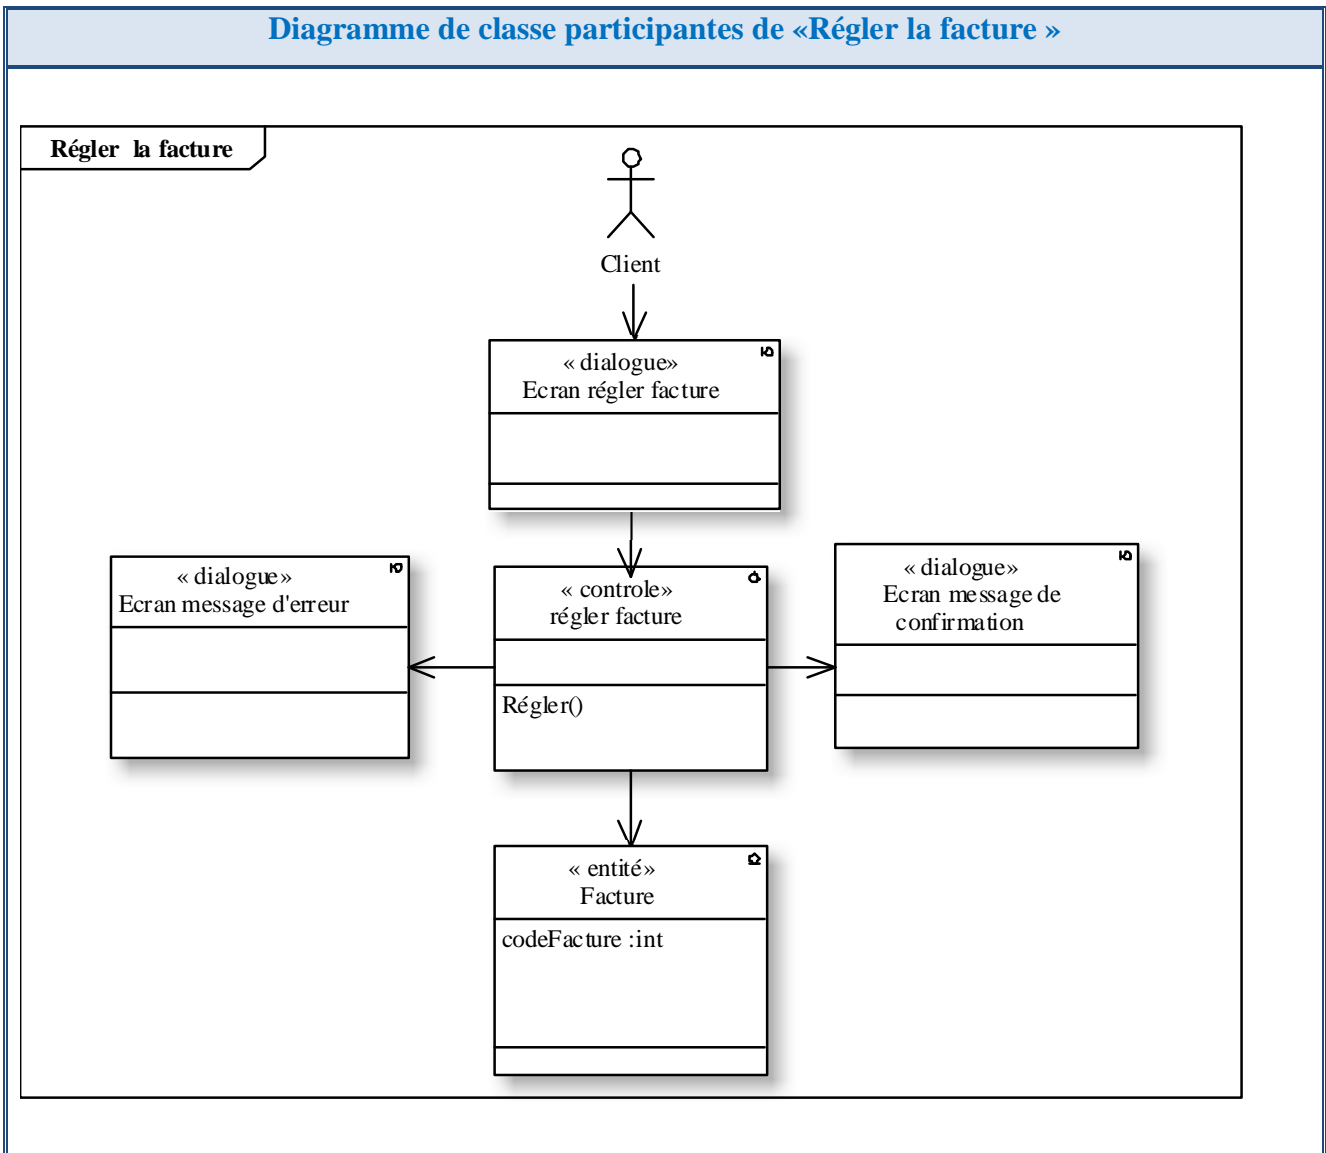 Diagramme de classe participantes de «Régler la facture »
Régler la facture
Client
« dialogue»
Ecran régler facture
« dialogue»
Ecran message d'erreur
« controle»
régler facture
Régler()
« dialogue»
Ecran message de
confirmation
« entité»
Facture
codeFacture :int